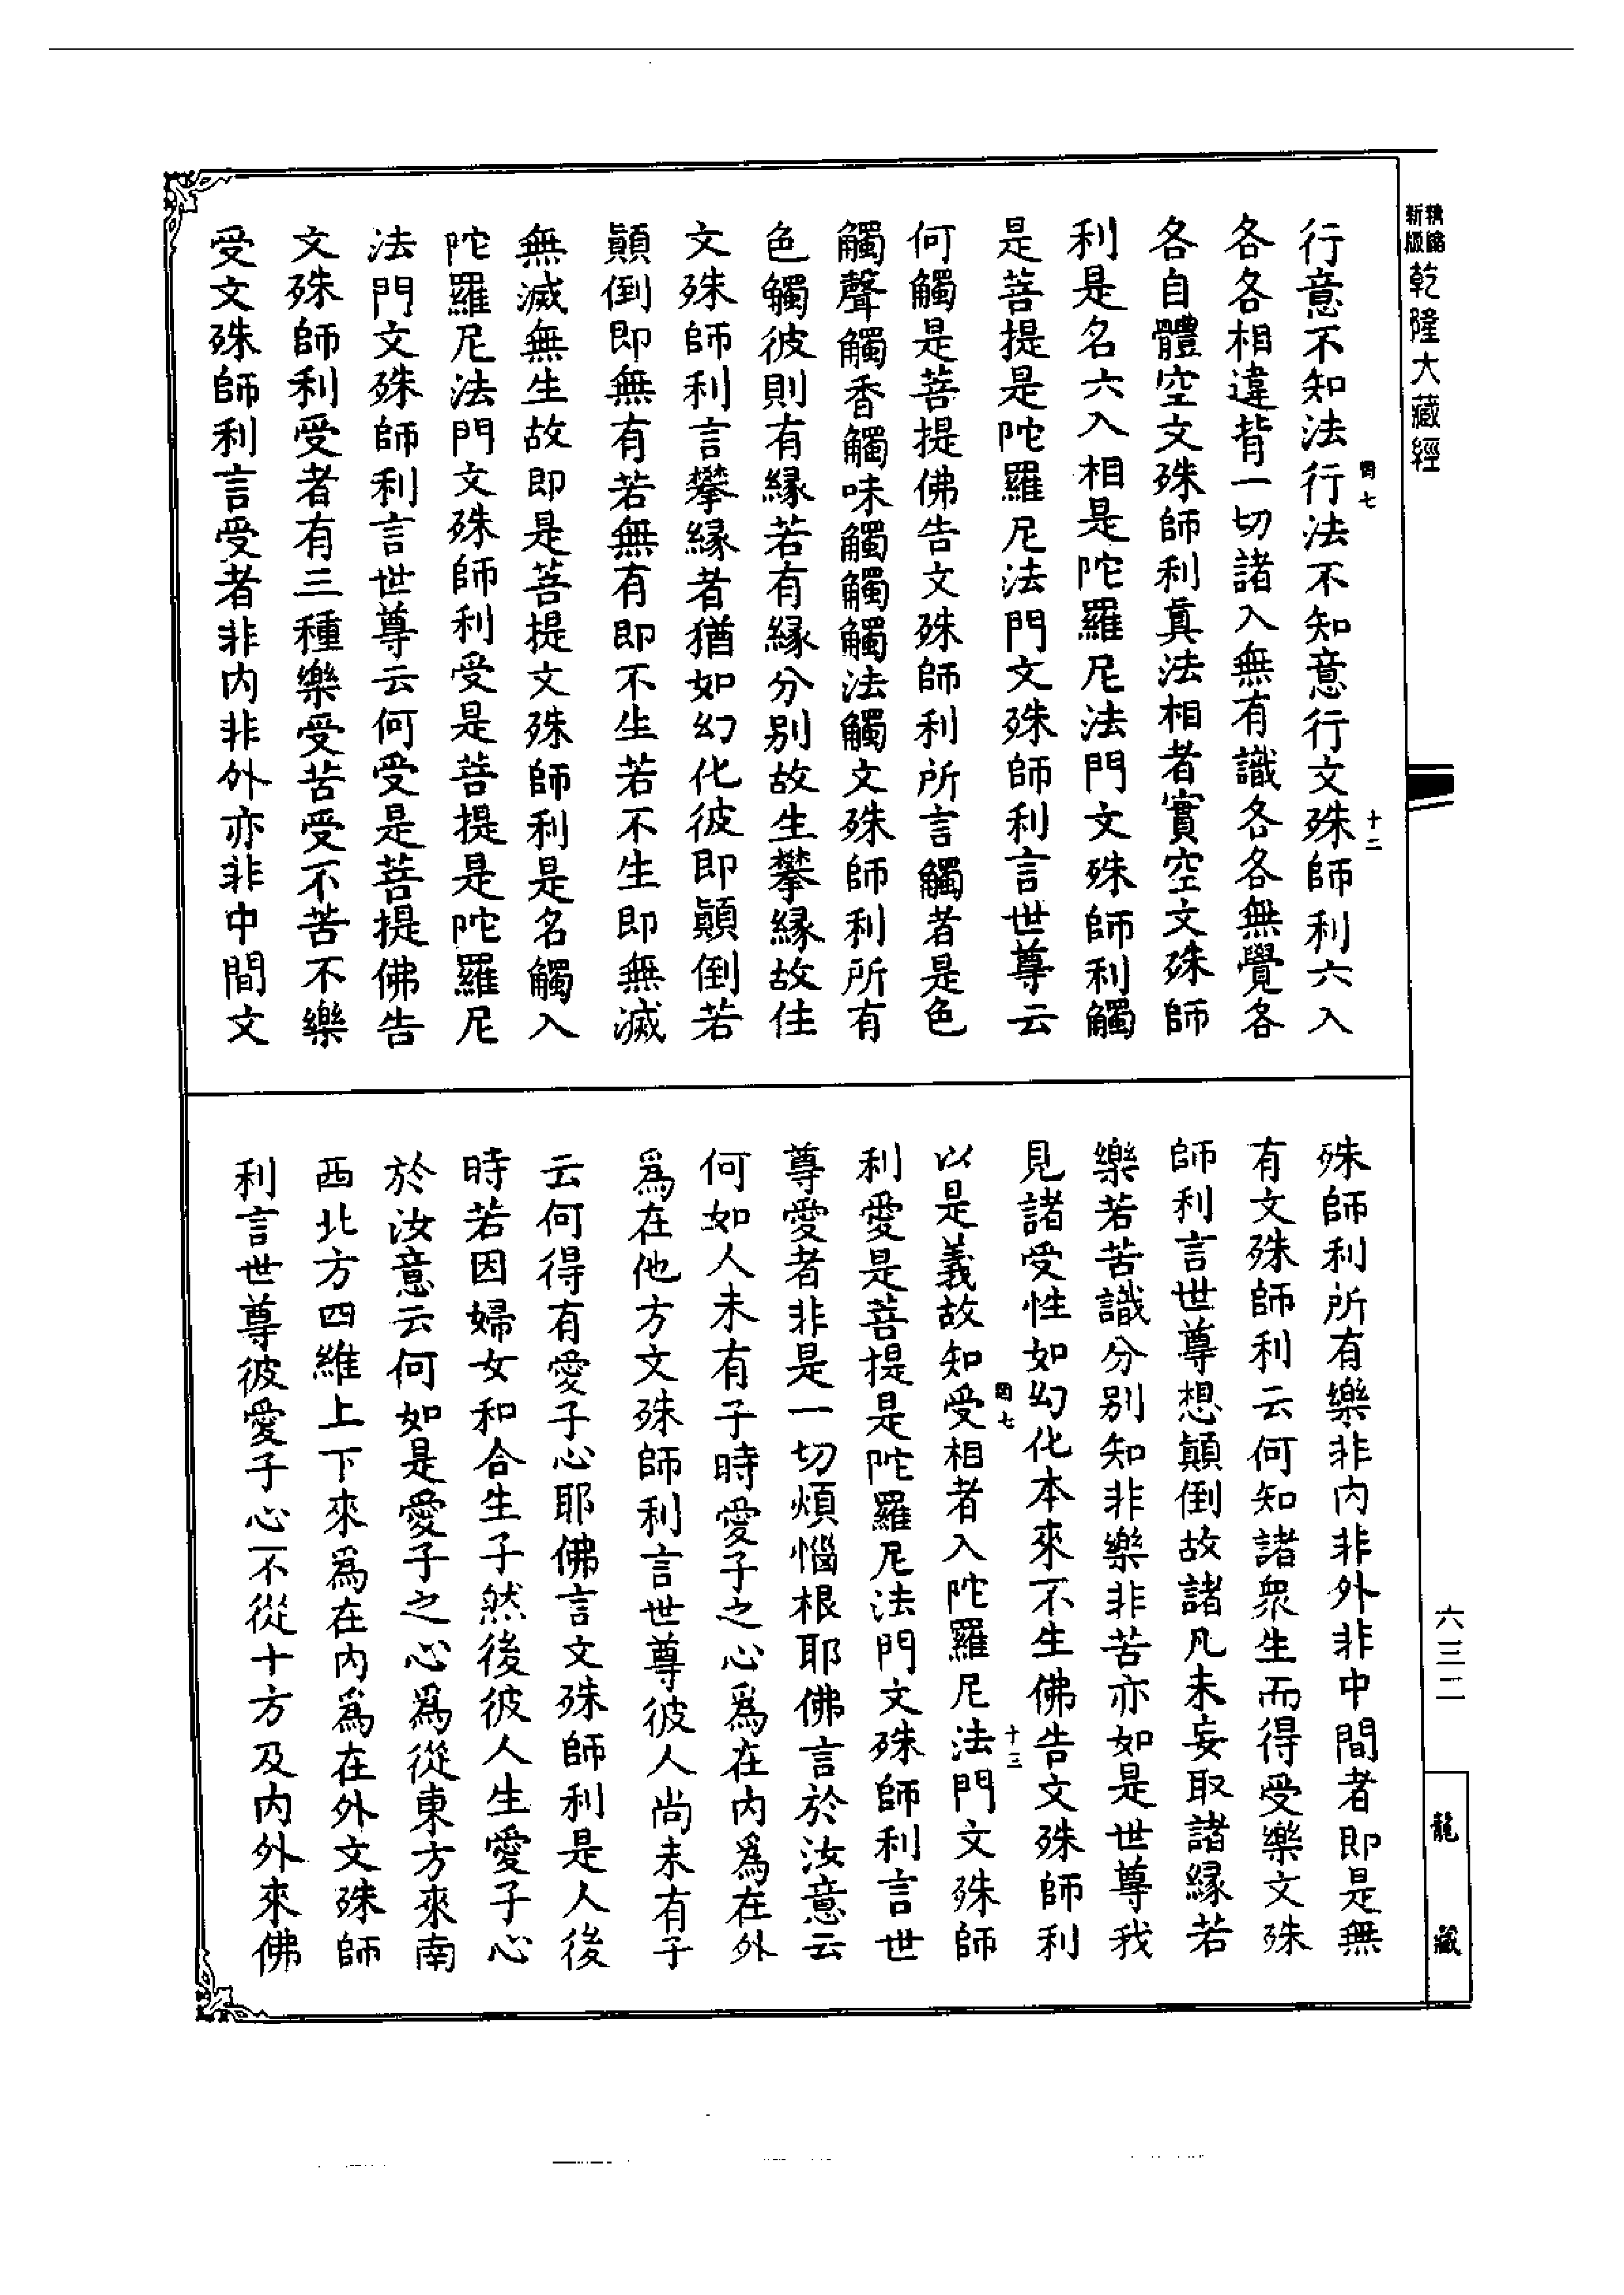 新版
精縮
乾隆大藏經
行意不知法行法不知意行文殊師利六入
各各相違背一切諸入無有識各各無覺各
各自體空文殊師利真法相者實空文殊師
利是名六入相是陀羅尼法門文殊師利觸
是菩提是陀羅尼法門文殊師利言世尊云
何觸是菩提佛告文殊師利所言觸者是色
觸聲觸香觸味觸觸觸法觸文殊師利所有
色觸彼則有緣若有緣分別故生攀緣故住
文殊師利言攀緣者猶如幻化彼即顛倒若
顛倒即無有若無有即不生若不生即無滅
無滅無生故即是菩提文殊師利是名觸入
陀羅尼法門文殊師利受是菩提是陀羅尼
法門文殊師利言世尊云何受是菩提佛告
文殊師利受者有三種樂受苦受不苦不樂
受文殊師利言受者非内非外亦非中間文
七
十二
殊師利所有樂非内非外非中間者即是無
有文殊師利云何知諸眾生而得受樂文殊
師利言世尊想顛倒故諸凡未妄取諸緣若
樂若苦識分別知非樂非苦亦如是世尊我
見諸受性如幻化本來不生佛告文殊師利
以是義故知受相者入陀羅尼法門文殊師
利愛是菩提是陀羅尼法門文殊師利言世
尊愛者非是一切煩惱根耶佛言於汝意云
何如人未有子時愛子之心爲在内爲在外
爲在他方文殊師利言世尊彼人尚未有子
云何得有愛子心耶佛言文殊師利是人後
時若因婦女和合生子然後彼人生愛子心
於汝意云何如是愛子之心爲從東方來南
西北方四維上下來爲在内爲在外文殊師
利言世尊彼愛子心不從十方及内外來佛
七
十三
六三二
龍藏